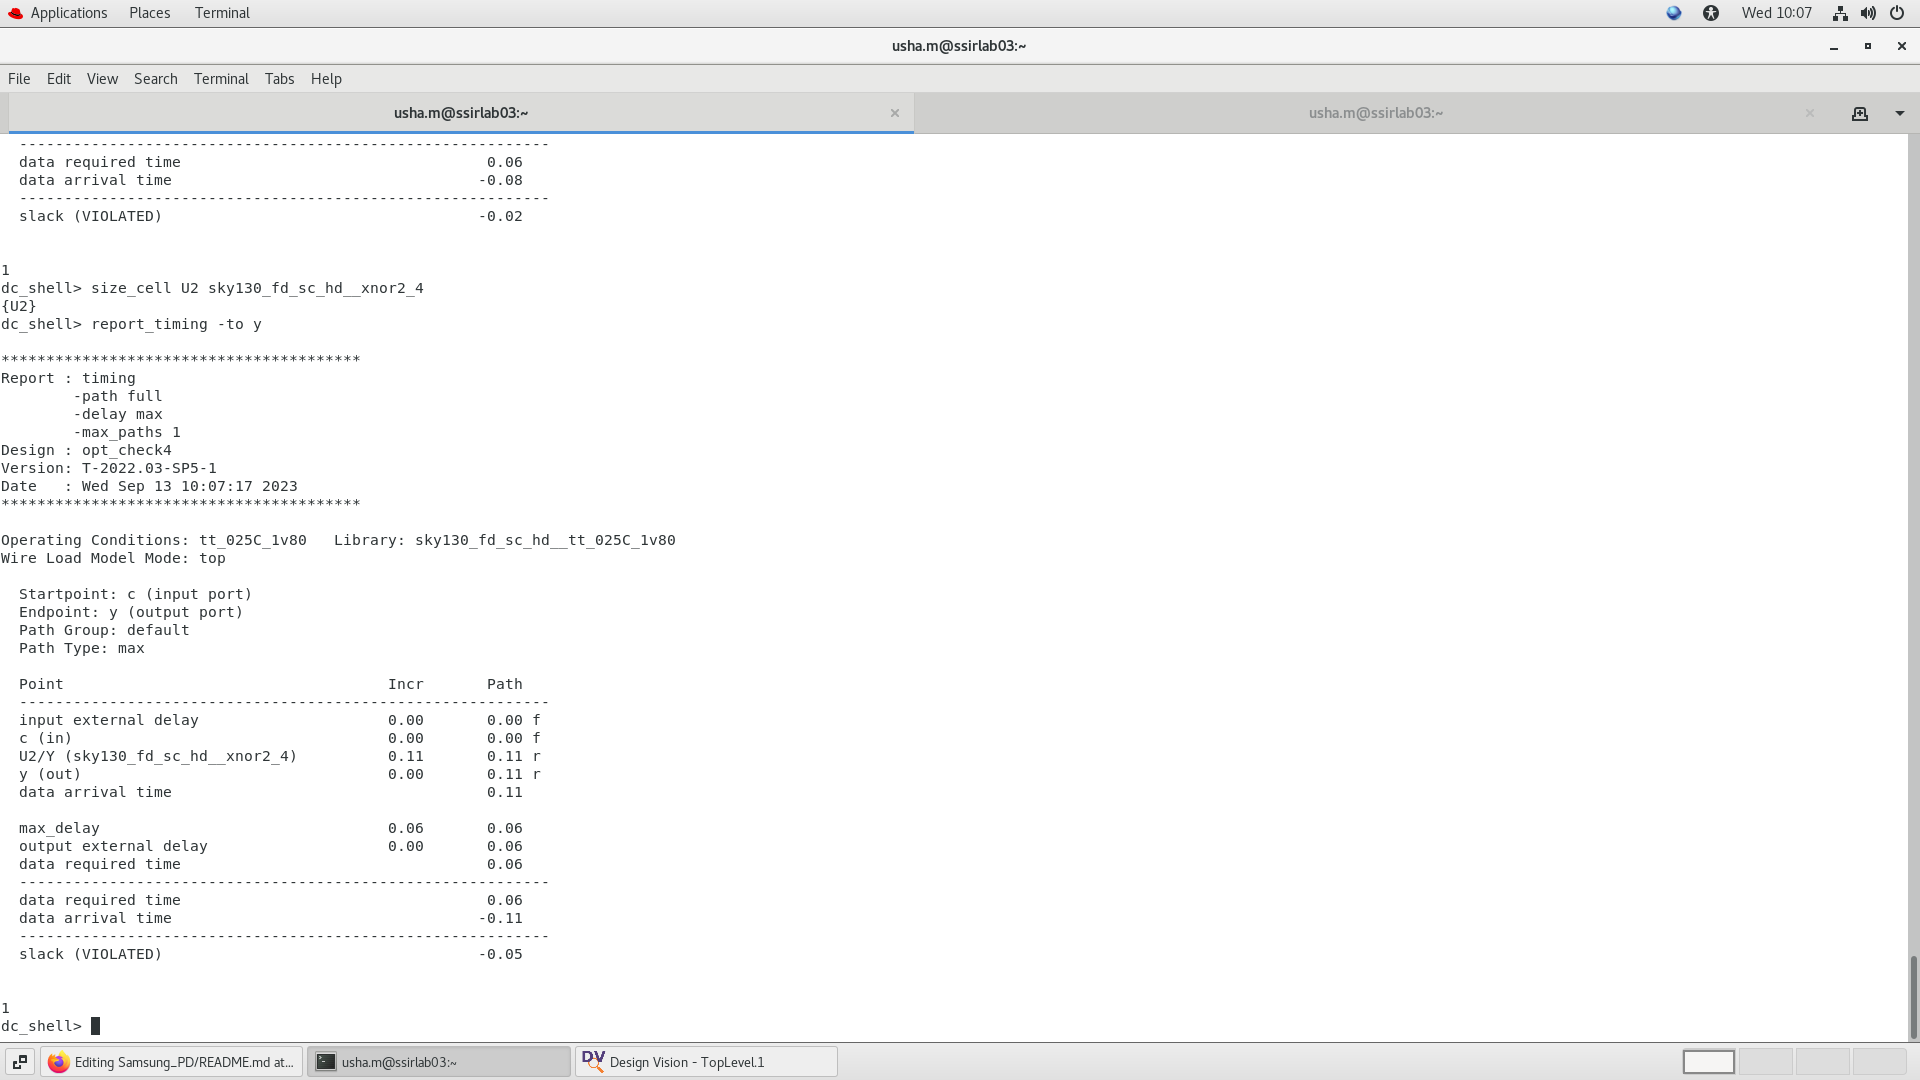 Applications Places Terminal Wed 10:07
usha.m@ssirlab03:~
File Edit View Search Terminal Tabs Help
usha.m@ssirlab03:~ × usha.m@ssirlab03:~ ×
-----------------------------------------------------------
data required time 0.06
data arrival time -0.08
-----------------------------------------------------------
slack (VIOLATED) -0.02
1
dc_shell> size_cell U2 sky130_fd_sc_hd__xnor2_4
{U2}
dc_shell> report_timing -to y
****************************************
Report : timing
-path full
-delay max
-max_paths 1
Design : opt_check4
Version: T-2022.03-SP5-1
Date : Wed Sep 13 10:07:17 2023
****************************************
Operating Conditions: tt_025C_1v80 Library: sky130_fd_sc_hd__tt_025C_1v80
Wire Load Model Mode: top
Startpoint: c (input port)
Endpoint: y (output port)
Path Group: default
Path Type: max
Point Incr Path
-----------------------------------------------------------
input external delay 0.00 0.00 f
c (in) 0.00 0.00 f
U2/Y (sky130_fd_sc_hd__xnor2_4) 0.11 0.11 r
y (out) 0.00 0.11 r
data arrival time 0.11
max_delay 0.06 0.06
output external delay 0.00 0.06
data required time 0.06
-----------------------------------------------------------
data required time 0.06
data arrival time -0.11
-----------------------------------------------------------
slack (VIOLATED) -0.05
1
dc_shell>
Editing Samsung_PD/README.md at... usha.m@ssirlab03:~ DV Design Vision - TopLevel.1